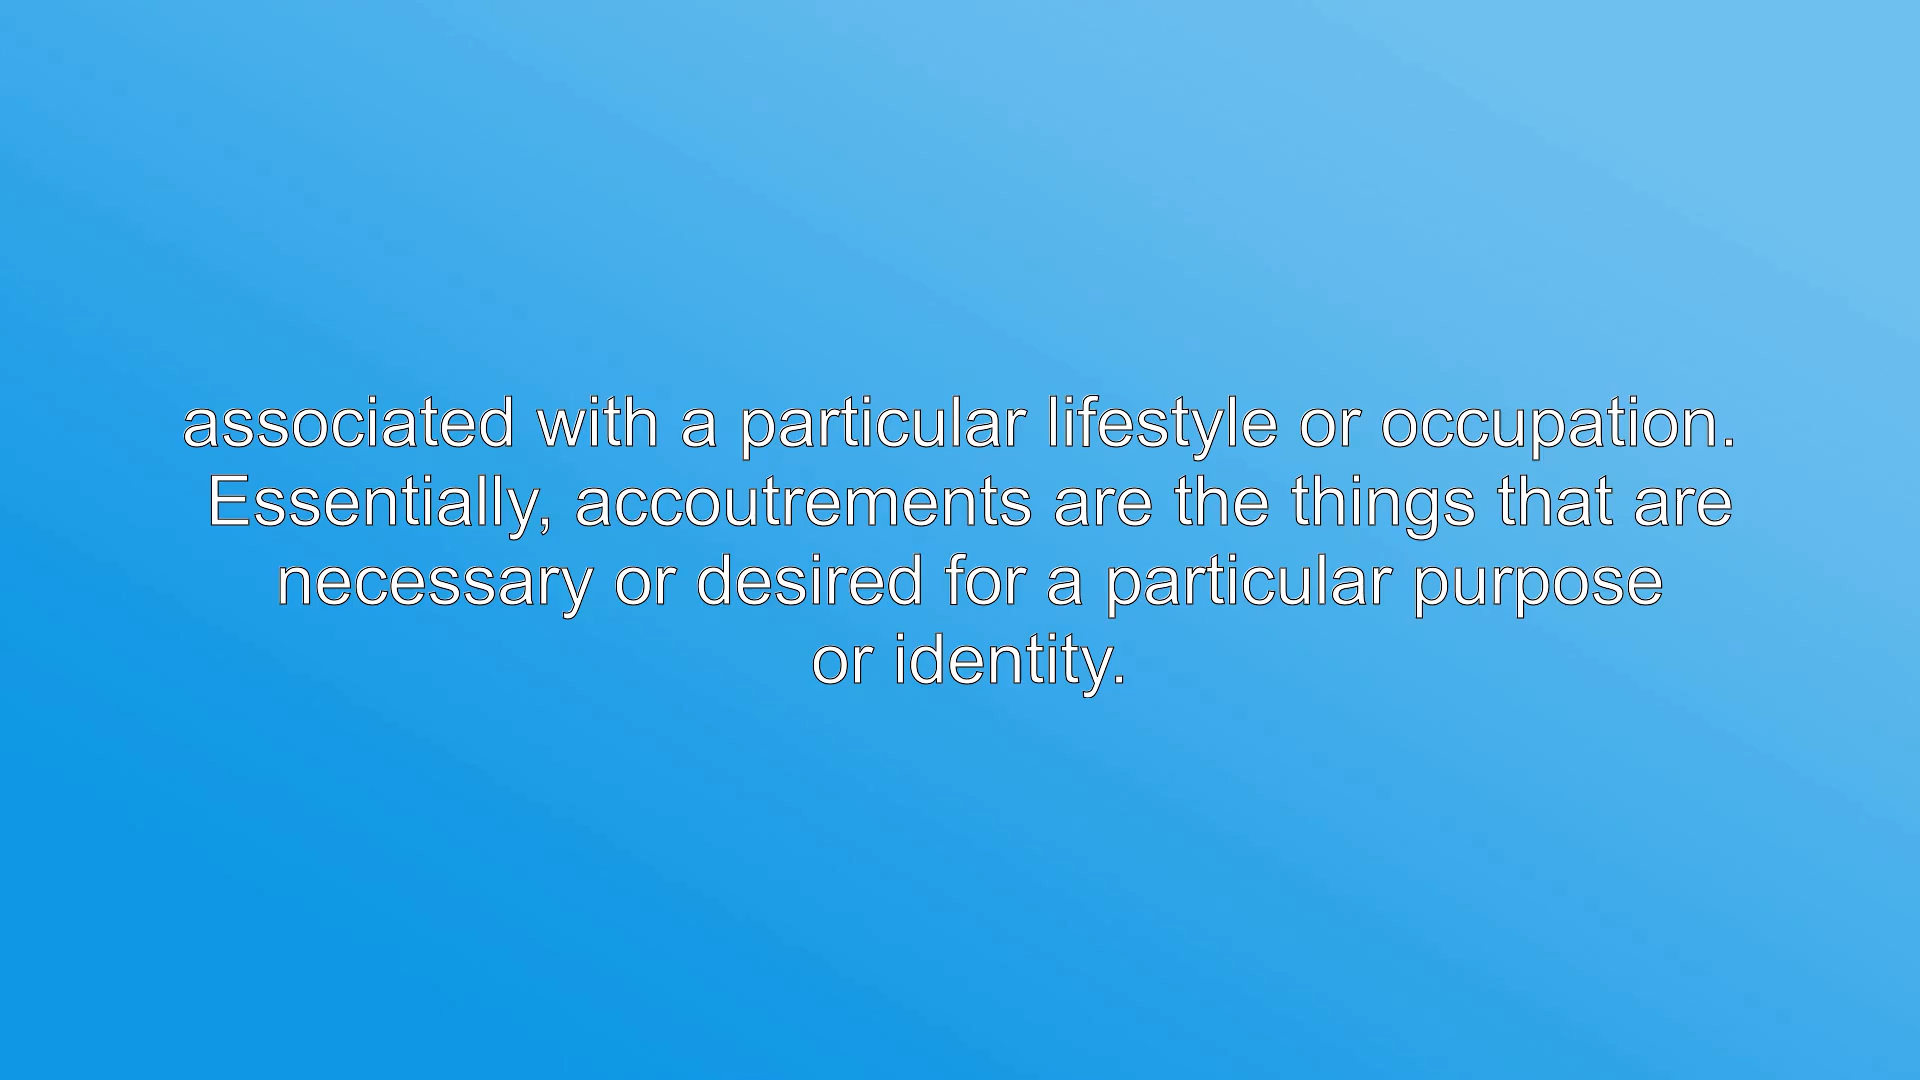 associated with a particular lifestyle or occupation.
Essentially, accoutrements are the things that are
necessary or desired for a particular purpose
or identity.